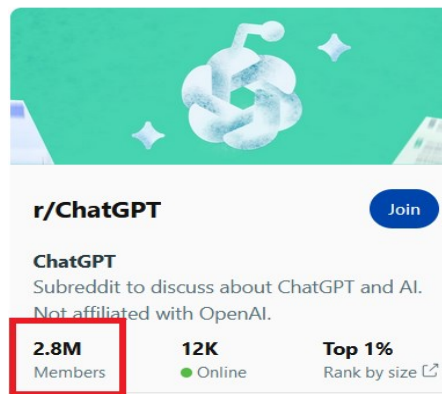 r/ChatGPT
Join
ChatGPT
Subreddit to discuss about ChatGPT and AI.
Not affiliated with OpenAI.
2.8M 12K Top 1%
Members Online Rank by size